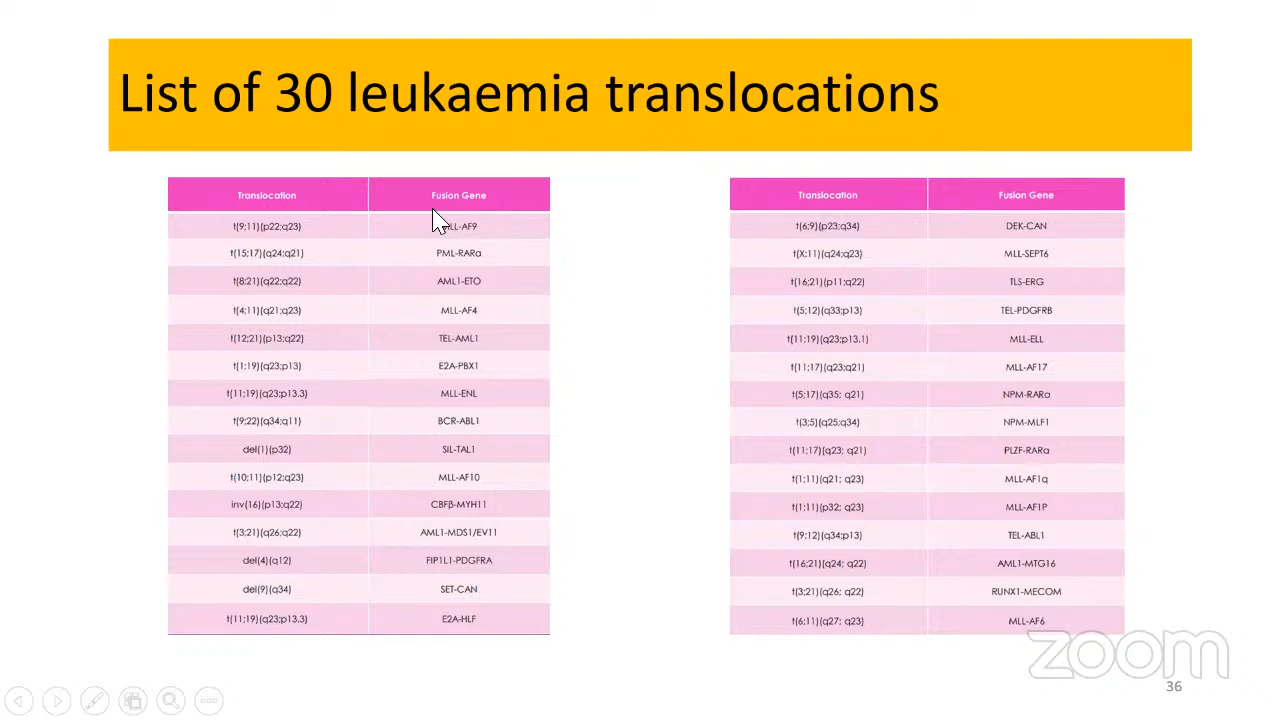 List of 30 leukaemia translocations
Translocation Fusion Gene
t(9;11)(p22;q23) MLL-AF9
t(15;17)(q24;q21) PML-RARa
t(8;21)(q22;q22) AML1-ETO
t(4;11)(q21;q23) MLL-AF4
t(12;21)(p13;q22) TEL-AML1
t(1;19)(q23;p13) E2A-PBX1
t(11;19)(q23;p13.3) MLL-ENL
t(9;22)(q34;q11) BCR-ABL1
del(1)(p32) SIL-TAL1
t(10;11)(p12;q23) MLL-AF10
inv(16)(p13;q22) CBFβ-MYH11
t(3;21)(q26;q22) AML1-MDS1/EV11
del(4)(q12) FIP1L1-PDGFRA
del(9)(q34) SET-CAN
t(11;19)(q23;p13.3) E2A-HLF
Translocation Fusion Gene
t(6;9)(p23;q34) DEK-CAN
t(X;11)(q24;q23) MLL-SEPT6
t(16;21)(p11;q22) TLS-ERG
t(5;12)(q33;p13) TEL-PDGFRB
t(11;19)(q23;p13.1) MLL-ELL
t(11;17)(q23;q21) MLL-AF17
t(5;17)(q35; q21) NPM-RARa
t(3;5)(q25;q34) NPM-MLF1
t(11;17)(q23; q21) PLZF-RARa
t(1;11)(q21; q23) MLL-AF1q
t(1;11)(p32; q23) MLL-AF1P
t(9;12)(q34;p13) TEL-ABL1
t(16;21)(q24; q22) AML1-MTG16
t(3;21)(q26; q22) RUNX1-MECOM
t(6;11)(q27; q23) MLL-AF6
zoom
36